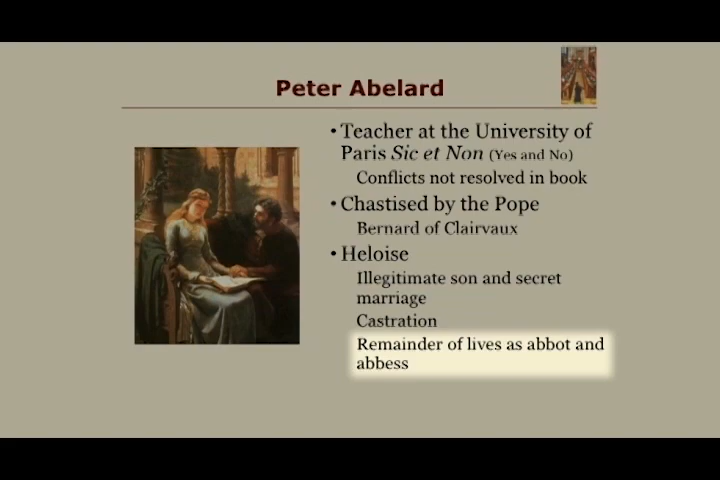 Peter Abelard
• Teacher at the University of
Paris Sic et Non (Yes and No)
Conflicts not resolved in book
• Chastised by the Pope
Bernard of Clairvaux
• Heloise
Illegitimate son and secret
marriage
Castration
Remainder of lives as abbot and
abbess